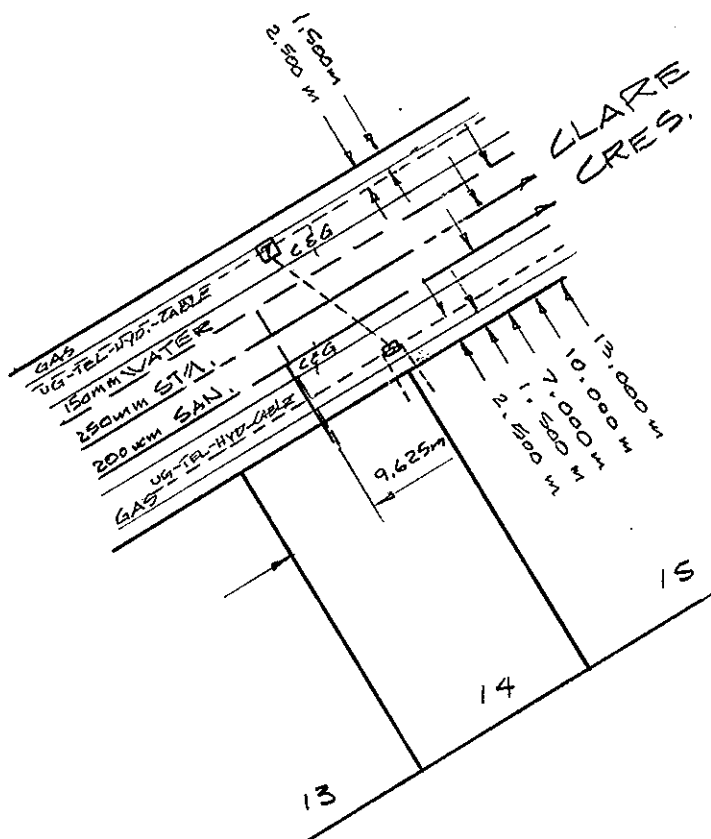 1.500 m
2.500 m
CLARE
CRES.
C&G
GAS
UG-TEL-HYD.-CABLE
150mm WATER
250mm STM.
200mm SAN.
C&G
UG-TEL-HYD-CABLE
GAS
9.625m
13.000 m
10.000 m
7.000 m
1.500 m
2.500 m
15
14
13